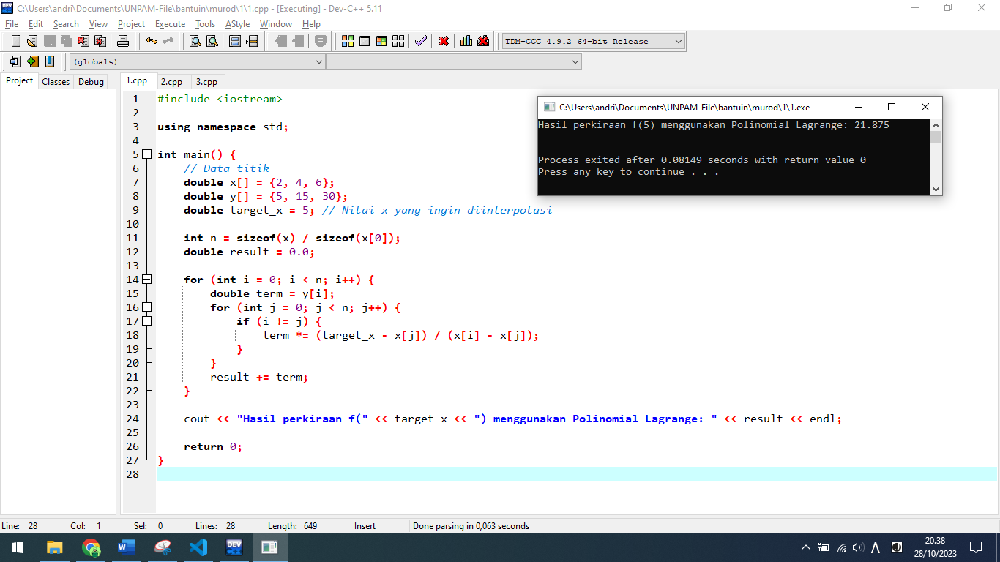 C:\Users\andri\Documents\UNPAM-File\bantuin\murod\1\1.cpp - [Executing] - Dev-C++ 5.11
File Edit Search View Project Execute Tools AStyle Window Help
TDM-GCC 4.9.2 64-bit Release
(globals)
Project Classes Debug
1.cpp 2.cpp 3.cpp
1 #include <iostream>
2
3 using namespace std;
4
5 int main() {
6 // Data titik
7 double x[] = {2, 4, 6};
8 double y[] = {5, 15, 30};
9 double target_x = 5; // Nilai x yang ingin diinterpolasi
10
11 int n = sizeof(x) / sizeof(x[0]);
12 double result = 0.0;
13
14 for (int i = 0; i < n; i++) {
15 double term = y[i];
16 for (int j = 0; j < n; j++) {
17 if (i != j) {
18 term *= (target_x - x[j]) / (x[i] - x[j]);
19 }
20 }
21 result += term;
22 }
23
24 cout << "Hasil perkiraan f(" << target_x << ") menggunakan Polinomial Lagrange: " << result << endl;
25
26 return 0;
27 }
28
C:\Users\andri\Documents\UNPAM-File\bantuin\murod\1\1.exe
Hasil perkiraan f(5) menggunakan Polinomial Lagrange: 21.875
--------------------------------
Process exited after 0.08149 seconds with return value 0
Press any key to continue . . .
Line: 28 Col: 1 Sel: 0 Lines: 28 Length: 649 Insert Done parsing in 0,063 seconds
DEV
A
20.38
28/10/2023